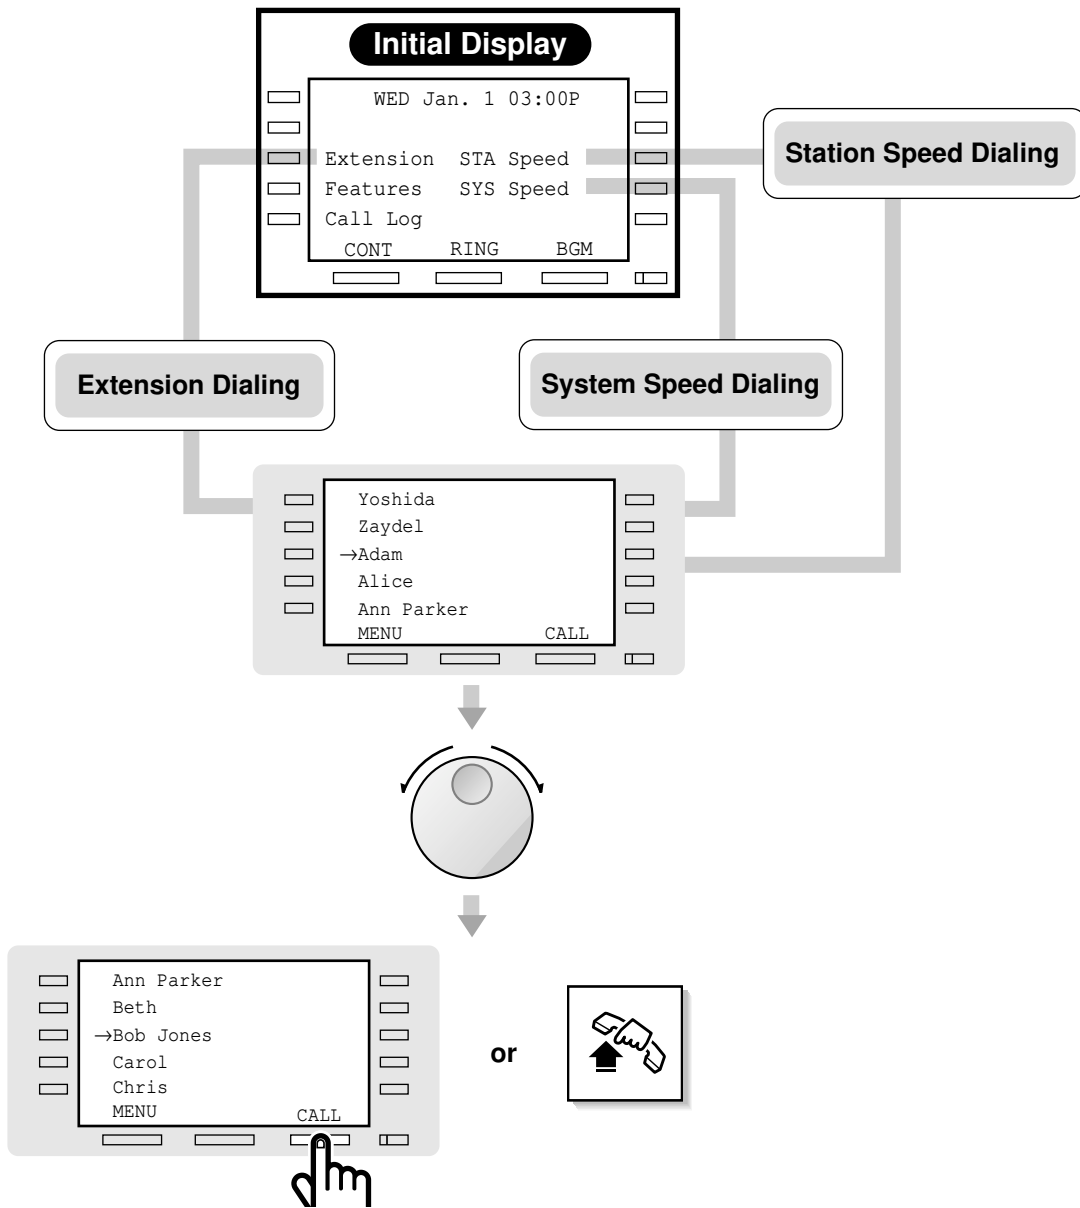 Initial Display
WED Jan. 1 03:00P
Extension STA Speed
Features SYS Speed
Call Log
CONT RING BGM
Station Speed Dialing
Extension Dialing
System Speed Dialing
Yoshida
Zaydel
→Adam
Alice
Ann Parker
MENU CALL
Ann Parker
Beth
→Bob Jones
Carol
Chris
MENU CALL
or